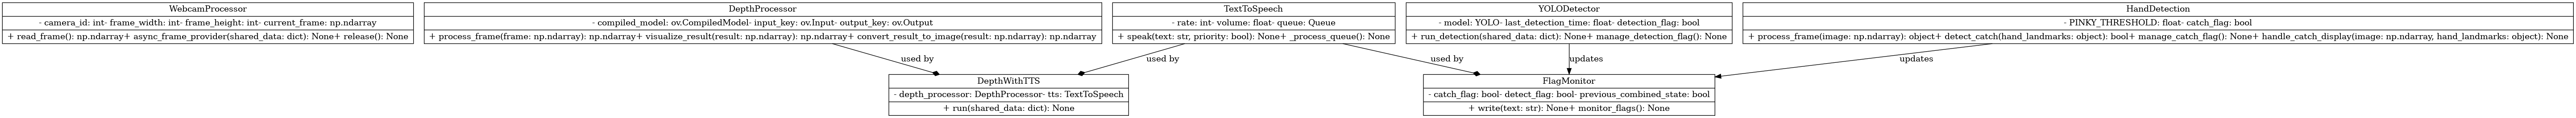 WebcamProcessor
- camera_id: int- frame_width: int- frame_height: int- current_frame: np.ndarray
+ read_frame(): np.ndarray+ async_frame_provider(shared_data: dict): None+ release(): None
DepthProcessor
- compiled_model: ov.CompiledModel- input_key: ov.Input- output_key: ov.Output
+ process_frame(frame: np.ndarray): np.ndarray+ visualize_result(result: np.ndarray): np.ndarray+ convert_result_to_image(result: np.ndarray): np.ndarray
TextToSpeech
- rate: int- volume: float- queue: Queue
+ speak(text: str, priority: bool): None+ _process_queue(): None
YOLODetector
- model: YOLO- last_detection_time: float- detection_flag: bool
+ run_detection(shared_data: dict): None+ manage_detection_flag(): None
HandDetection
- PINKY_THRESHOLD: float- catch_flag: bool
+ process_frame(image: np.ndarray): object+ detect_catch(hand_landmarks: object): bool+ manage_catch_flag(): None+ handle_catch_display(image: np.ndarray, hand_landmarks: object): None
used by
used by
used by
updates
updates
DepthWithTTS
- depth_processor: DepthProcessor- tts: TextToSpeech
+ run(shared_data: dict): None
FlagMonitor
- catch_flag: bool- detect_flag: bool- previous_combined_state: bool
+ write(text: str): None+ monitor_flags(): None